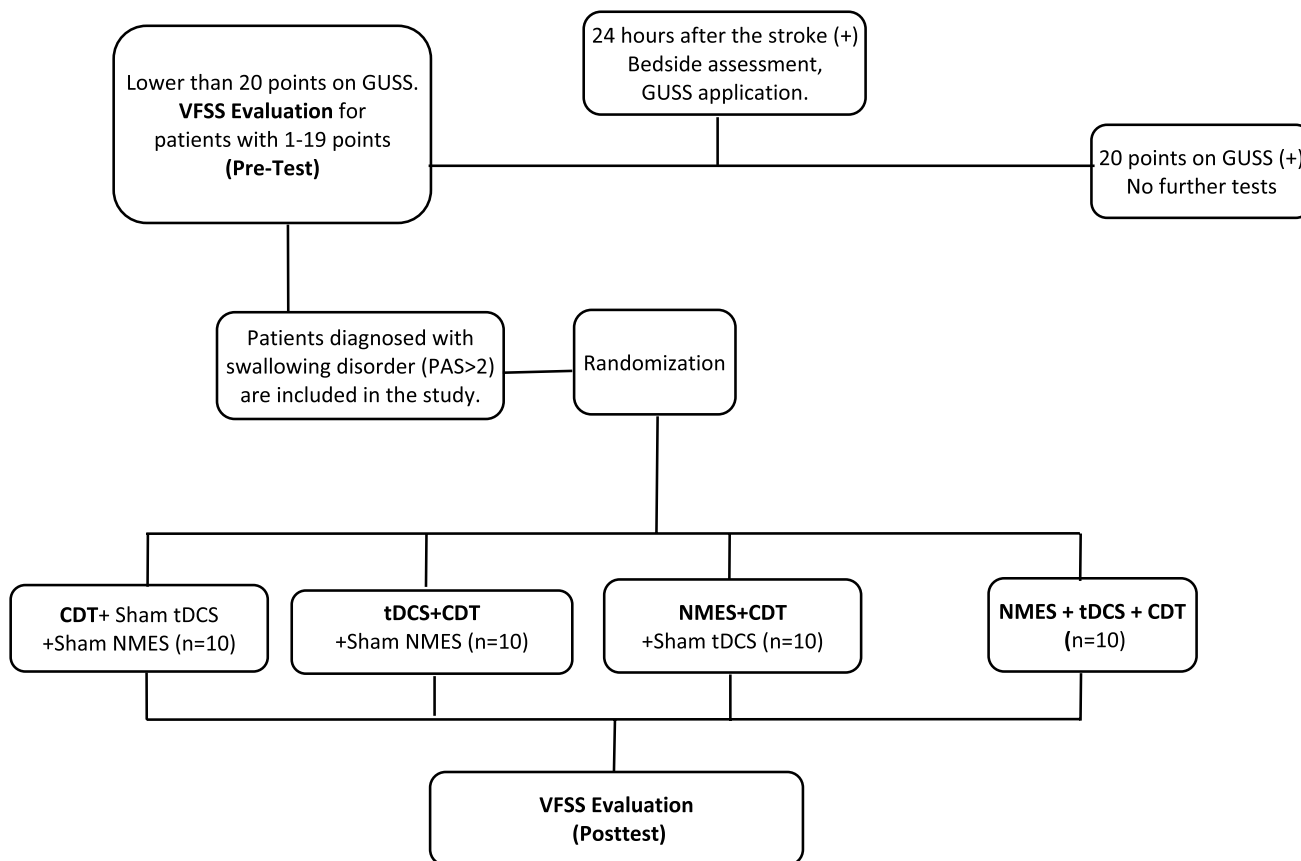 24 hours after the stroke (+)
Bedside assessment,
GUSS application.
Lower than 20 points on GUSS.
VFSS Evaluation for
patients with 1-19 points
(Pre-Test)
20 points on GUSS (+)
No further tests
Patients diagnosed with
swallowing disorder (PAS>2)
are included in the study.
Randomization
CDT+ Sham tDCS
+Sham NMES (n=10)
tDCS+CDT
+Sham NMES (n=10)
NMES+CDT
+Sham tDCS (n=10)
NMES + tDCS + CDT
(n=10)
VFSS Evaluation
(Posttest)